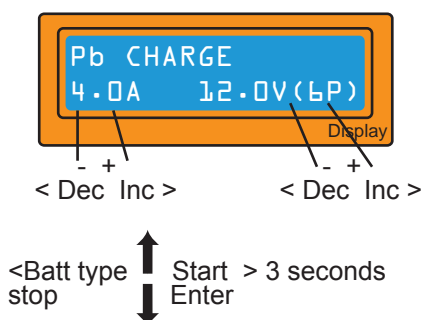 Pb CHARGE
4.0A 12.0V(6P)
Display
- + - +
< Dec Inc > < Dec Inc >
<Batt type Start > 3 seconds
stop Enter